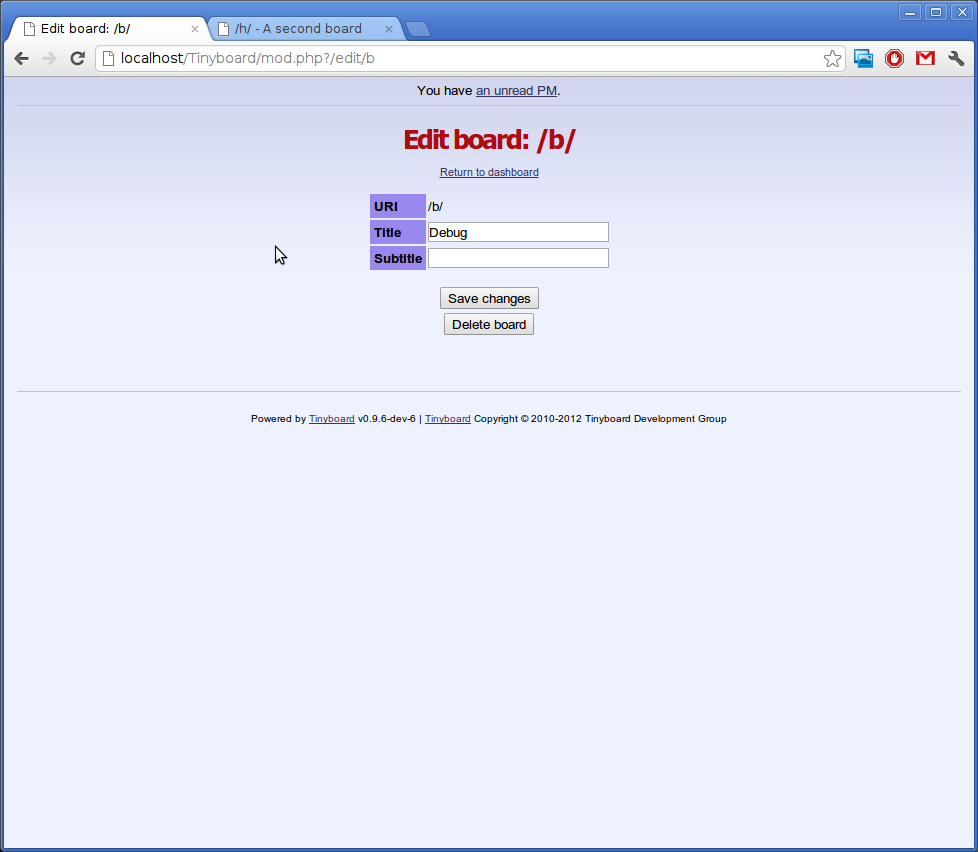 Edit board: /b/
/h/ - A second board
localhost/Tinyboard/mod.php?/edit/b
You have an unread PM.
Edit board: /b/
Return to dashboard
URI /b/
Title Debug
Subtitle
Save changes
Delete board
Powered by Tinyboard v0.9.6-dev-6 | Tinyboard Copyright © 2010-2012 Tinyboard Development Group